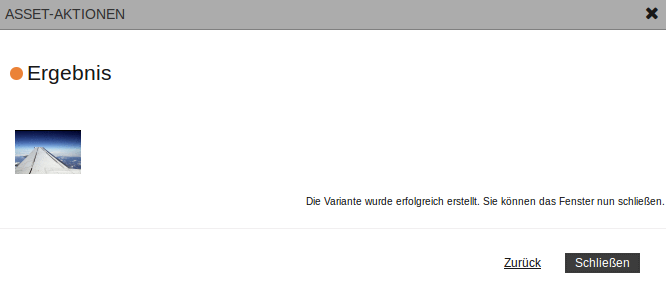 ASSET-AKTIONEN
Ergebnis
Die Variante wurde erfolgreich erstellt. Sie können das Fenster nun schließen.
Zurück
Schließen